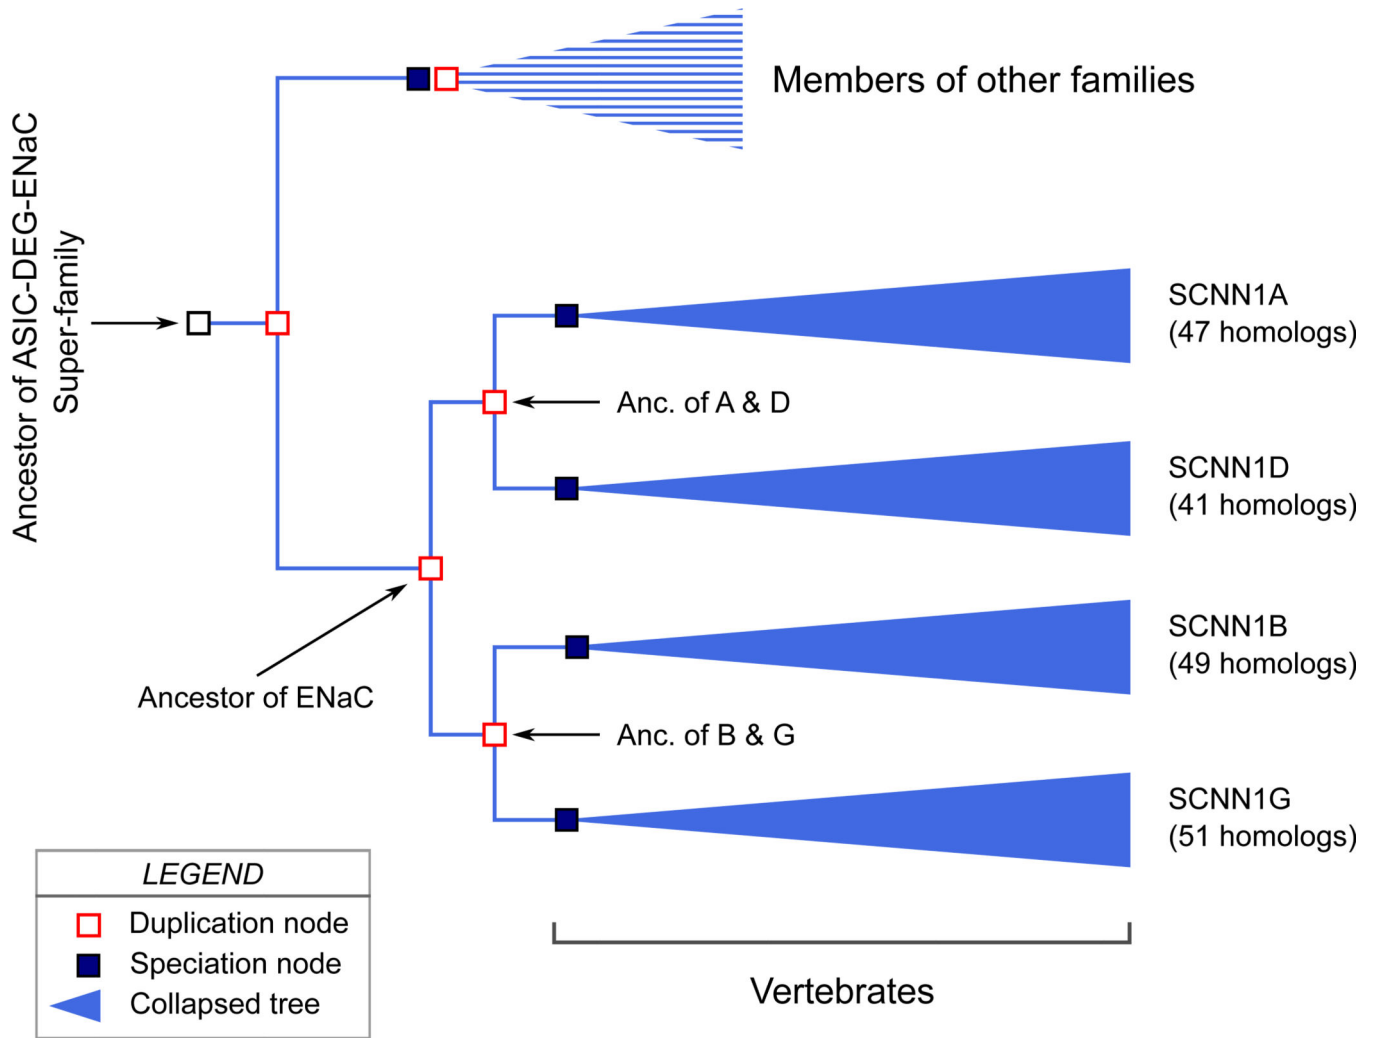 Ancestor of ASIC-DEG-ENaC
Super-family
Members of other families
SCNN1A
(47 homologs)
Anc. of A & D
SCNN1D
(41 homologs)
Ancestor of ENaC
SCNN1B
(49 homologs)
Anc. of B & G
SCNN1G
(51 homologs)
LEGEND
Duplication node
Speciation node
Collapsed tree
Vertebrates